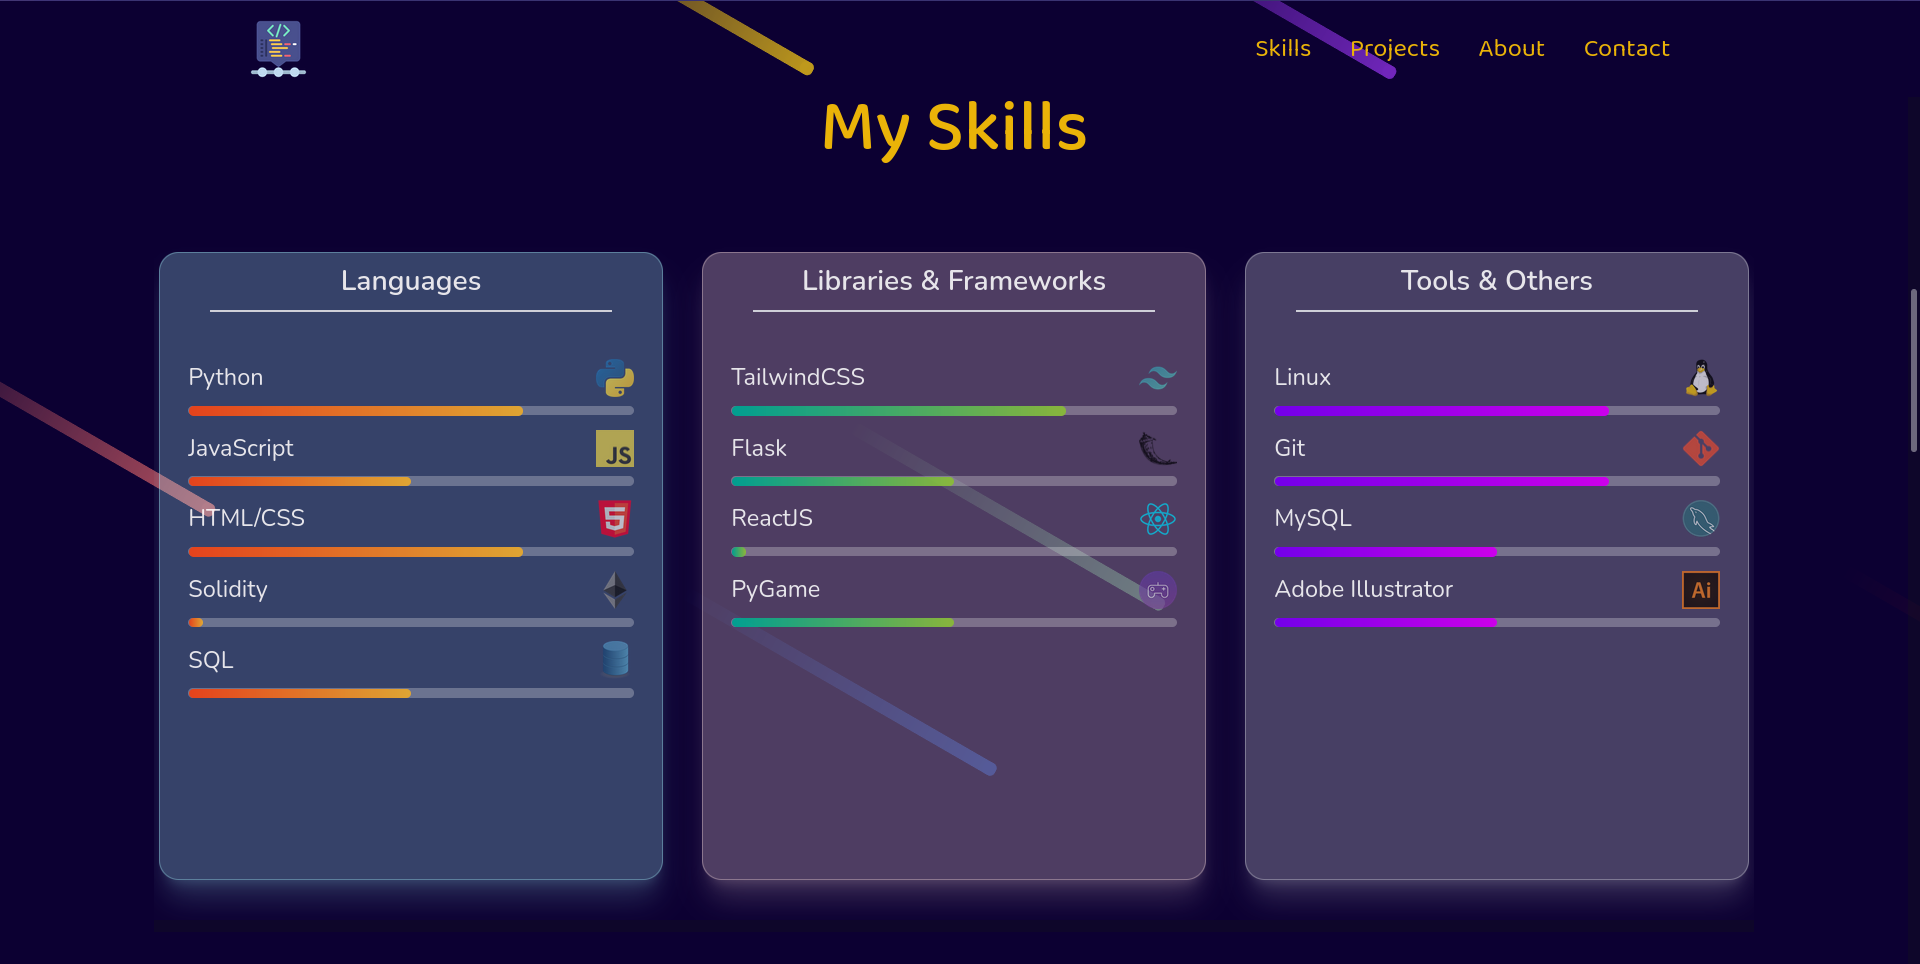 </>
Skills Projects About Contact
My Skills
Languages
Python
JavaScript
JS
HTML/CSS
5
Solidity
SQL
Libraries & Frameworks
TailwindCSS
Flask
ReactJS
PyGame
Tools & Others
Linux
Git
MySQL
Adobe Illustrator
Ai